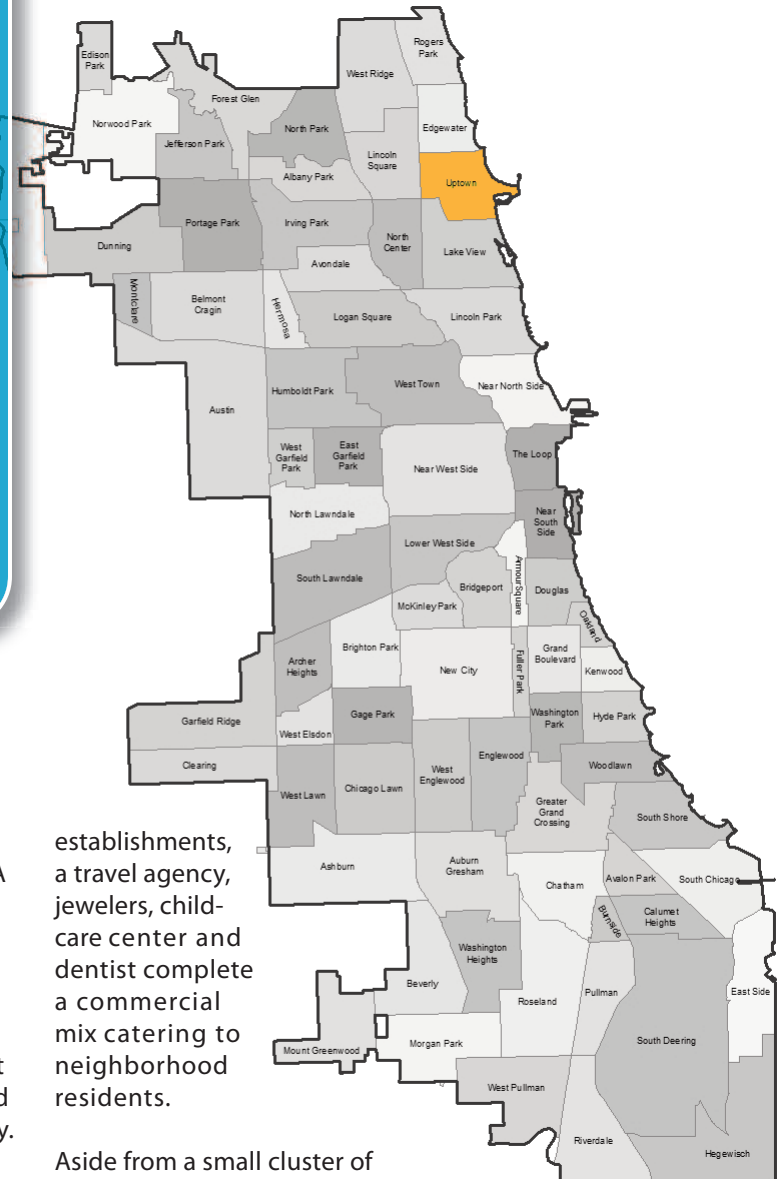 Edison
Park
Rogers
Park
West Ridge
Forest Glen
Norwood Park
North Park
Edgewater
Jefferson Park
Lincoln
Square
Albany Park
Uptown
Portage Park
Irving Park
North
Center
Dunning
Lake View
Avondale
Montclare
Belmont
Cragin
Hermosa
Logan Square
Lincoln Park
Humboldt Park
West Town
Near North Side
Austin
West
Garfield
Park
East
Garfield
Park
Near West Side
The Loop
North Lawndale
Near
South
Side
Lower West Side
South Lawndale
Bridgeport
Armour Square
Douglas
McKinley Park
Oakland
Brighton Park
Archer
Heights
New City
Fuller Park
Grand
Boulevard
Kenwood
Garfield Ridge
West Elsdon
Gage Park
Washington
Park
Hyde Park
Clearing
West Lawn
Chicago Lawn
West
Englewood
Englewood
Woodlawn
Greater
Grand
Crossing
South Shore
Ashburn
Auburn
Gresham
Chatham
Avalon Park
South Chicago
Burnside
Calumet
Heights
Washington
Heights
Beverly
Roseland
Pullman
East Side
South Deering
Mount Greenwood
Morgan Park
West Pullman
Riverdale
Hegewisch
A
t
d
y.
establishments,
a travel agency,
jewelers, child-
care center and
dentist complete
a commercial
mix catering to
neighborhood
residents.
Aside from a small cluster of